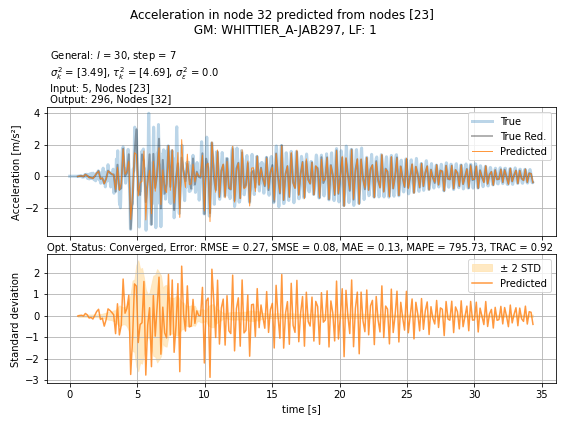 Acceleration in node 32 predicted from nodes [23]
GM: WHITTIER_A-JAB297, LF: 1
General: l = 30, step = 7
σ²ₖ = [3.49], τ²ₖ = [4.69], σ²ε = 0.0
Input: 5, Nodes [23]
Output: 296, Nodes [32]
Acceleration [m/s²]
4
2
0
−2
True
True Red.
Predicted
Opt. Status: Converged, Error: RMSE = 0.27, SMSE = 0.08, MAE = 0.13, MAPE = 795.73, TRAC = 0.92
Standard deviation
2
1
0
−1
−2
−3
± 2 STD
Predicted
0 5 10 15 20 25 30 35
time [s]